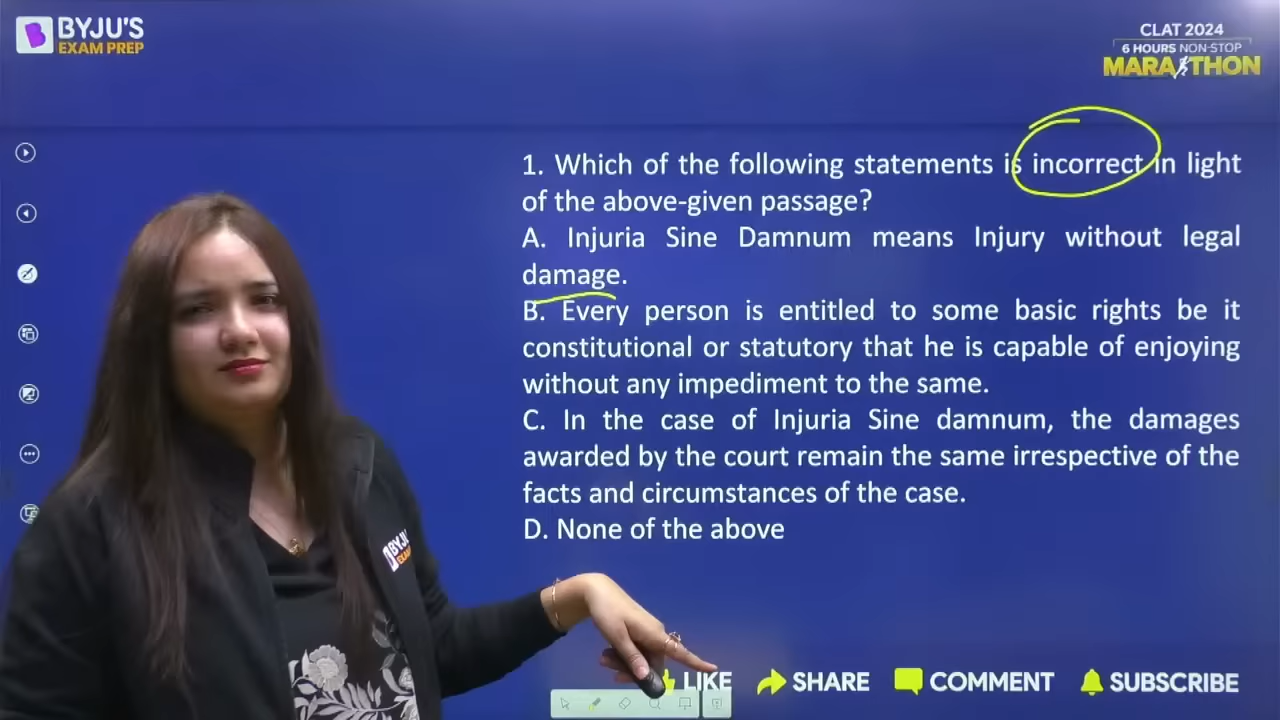 BYJU'S
EXAM PREP
CLAT 2024
6 HOURS NON-STOP
MARATHON
1. Which of the following statements is incorrect in light
of the above-given passage?
A. Injuria Sine Damnum means Injury without legal
damage.
B. Every person is entitled to some basic rights be it
constitutional or statutory that he is capable of enjoying
without any impediment to the same.
C. In the case of Injuria Sine damnum, the damages
awarded by the court remain the same irrespective of the
facts and circumstances of the case.
D. None of the above
LIKE SHARE COMMENT SUBSCRIBE